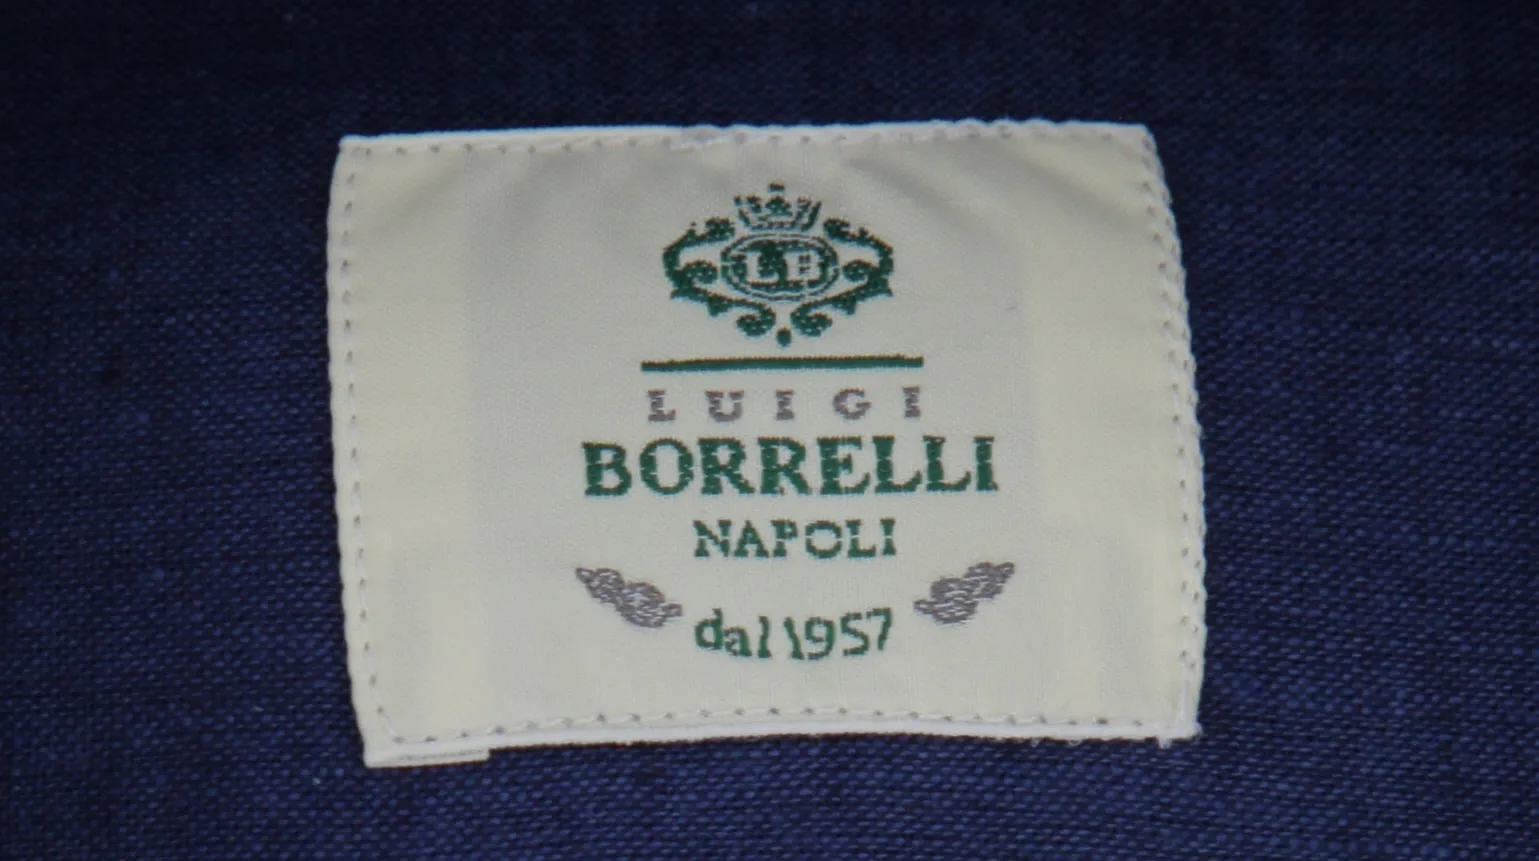 LB
LUIGI
BORRELLI
NAPOLI
dal 1957